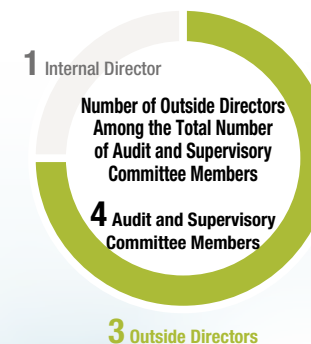 1 Internal Director
Number of Outside Directors
Among the Total Number
of Audit and Supervisory
Committee Members
4 Audit and Supervisory
Committee Members
3 Outside Directors